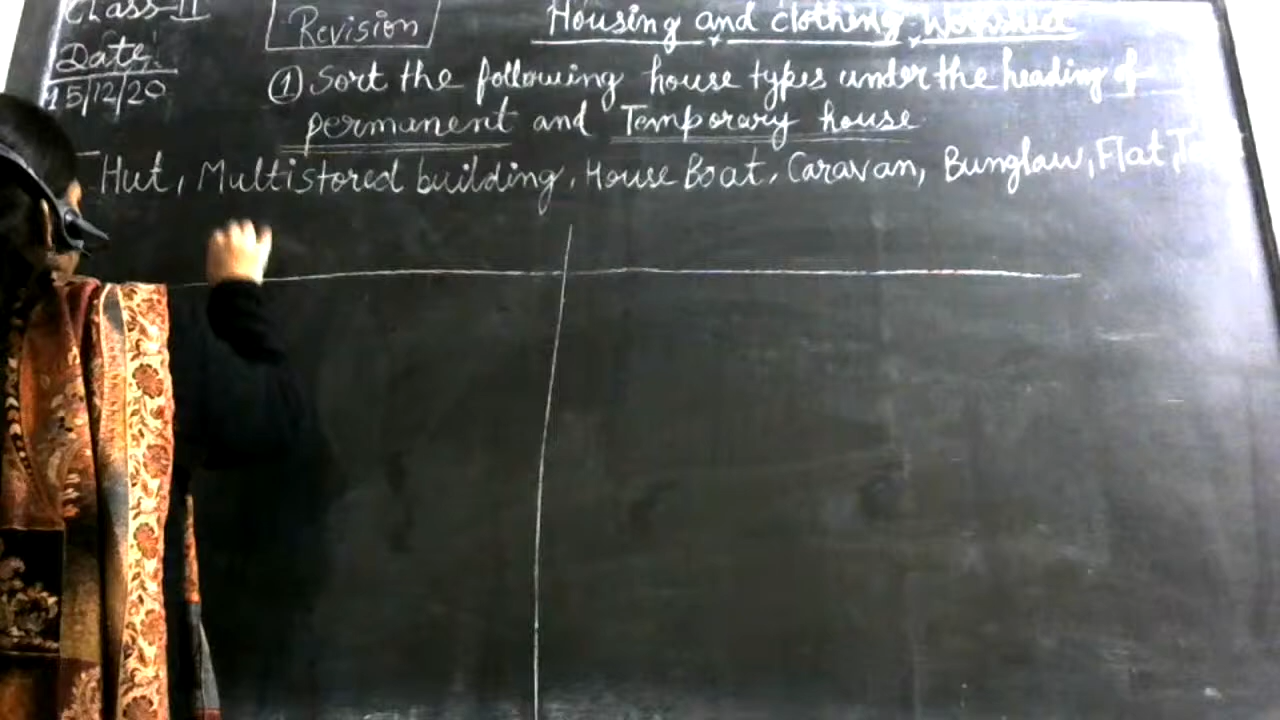 Class-II
Revision
Housing and clothing Worksheet
Date:
15/12/20
① Sort the following house types under the heading of
permanent and Temporary house
Hut, Multistored building, House Boat, Caravan, Bunglaw, Flat,